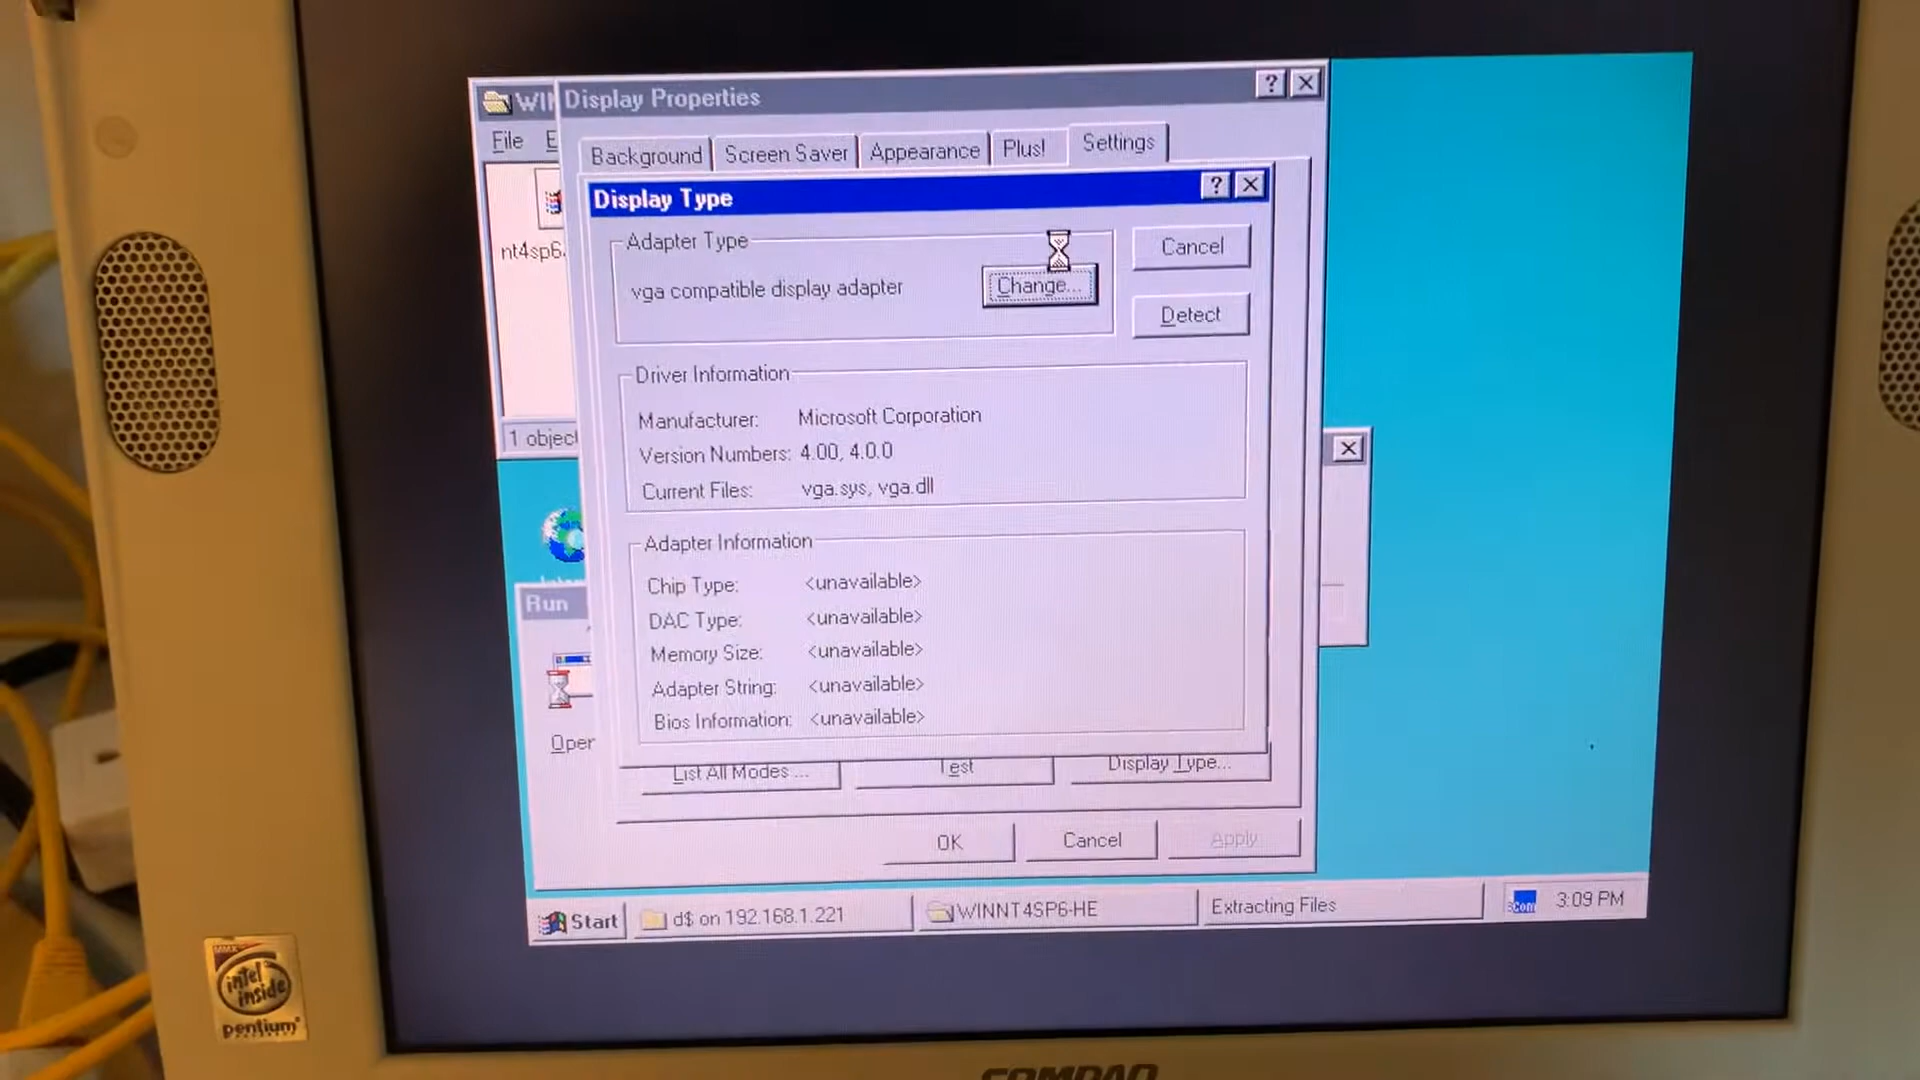 Display Properties
File
Background
Screen Saver
Appearance
Plus!
Settings
nt4sp6
Display Type
Adapter Type
vga compatible display adapter
Change...
Cancel
Detect
Driver Information
Manufacturer: Microsoft Corporation
Version Numbers: 4.00, 4.0.0
Current Files: vga.sys, vga.dll
1 object
Adapter Information
Chip Type: <unavailable>
DAC Type: <unavailable>
Memory Size: <unavailable>
Adapter String: <unavailable>
Bios Information: <unavailable>
Run
Open
List All Modes ...
Test
Display Type...
OK
Cancel
Apply
Start
d$ on 192.168.1.221
WINNT4SP6-HE
Extracting Files
3Com
3:09 PM
MMX
intel
inside
pentium
COMPAQ